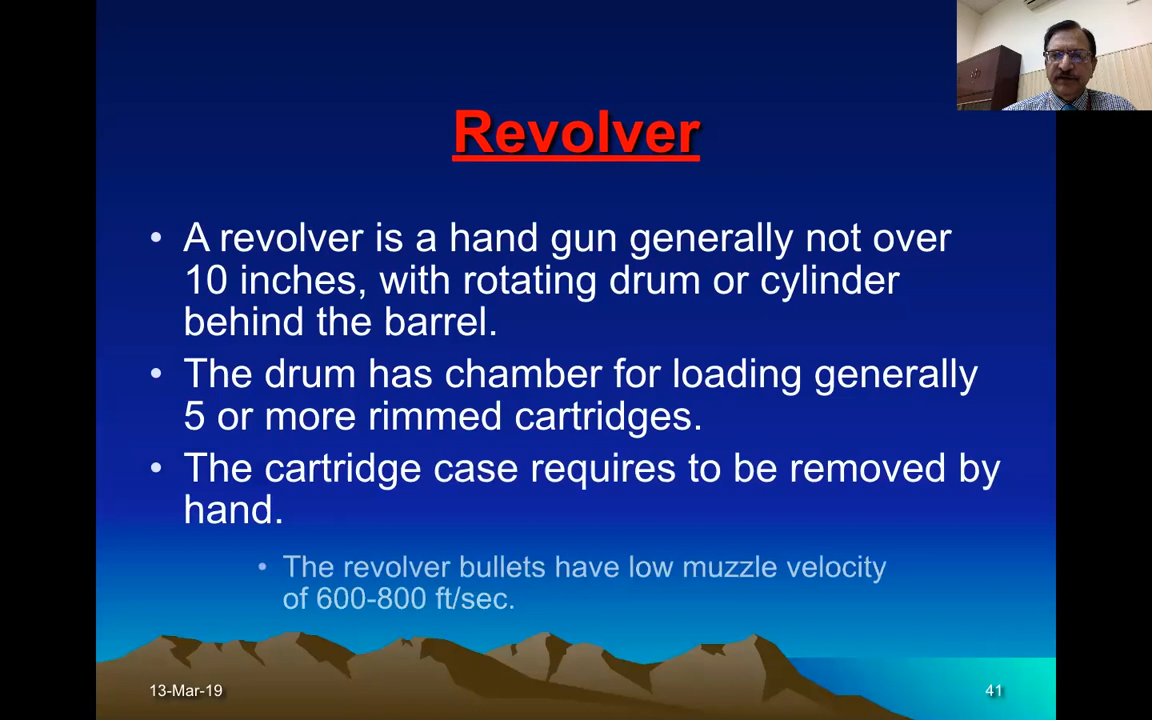 Revolver
• A revolver is a hand gun generally not over
10 inches, with rotating drum or cylinder
behind the barrel.
• The drum has chamber for loading generally
5 or more rimmed cartridges.
• The cartridge case requires to be removed by
hand.
• The revolver bullets have low muzzle velocity
of 600-800 ft/sec.
13-Mar-19
41